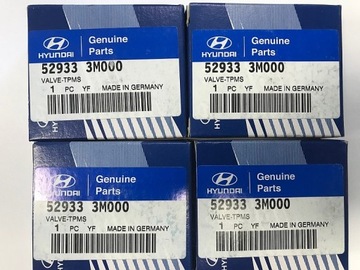 HYUNDAI
Genuine
Parts
52933 3M000
VALVE-TPMS
1 PC YF MADE IN GERMANY
HYUNDAI
Genuine
Parts
52933 3M000
VALVE-TPMS
1 PC YF MADE IN GERMANY
HYUNDAI
Genuine
Parts
52933 3M000
VALVE-TPMS
1 PC YF MADE IN GERMANY
HYUNDAI
Genuine
Parts
52933 3M000
VALVE-TPMS
1 PC YF MADE IN GERMANY